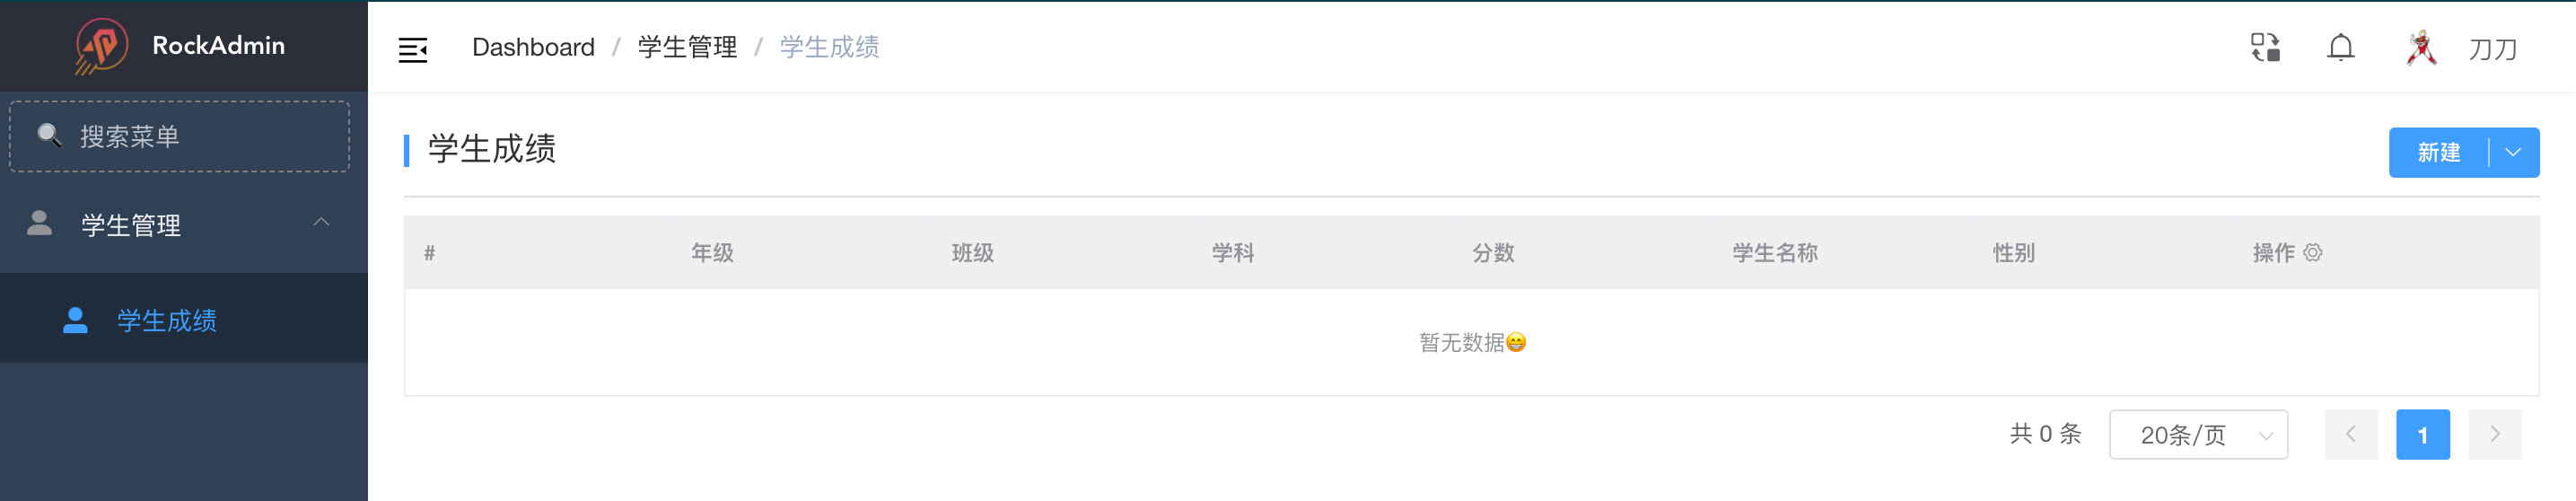 RockAdmin
Dashboard / 学生管理 / 学生成绩
刀刀
搜索菜单
学生管理
学生成绩
学生成绩
新建
# 年级 班级 学科 分数 学生名称 性别 操作
暂无数据😁
共 0 条 20条/页 1